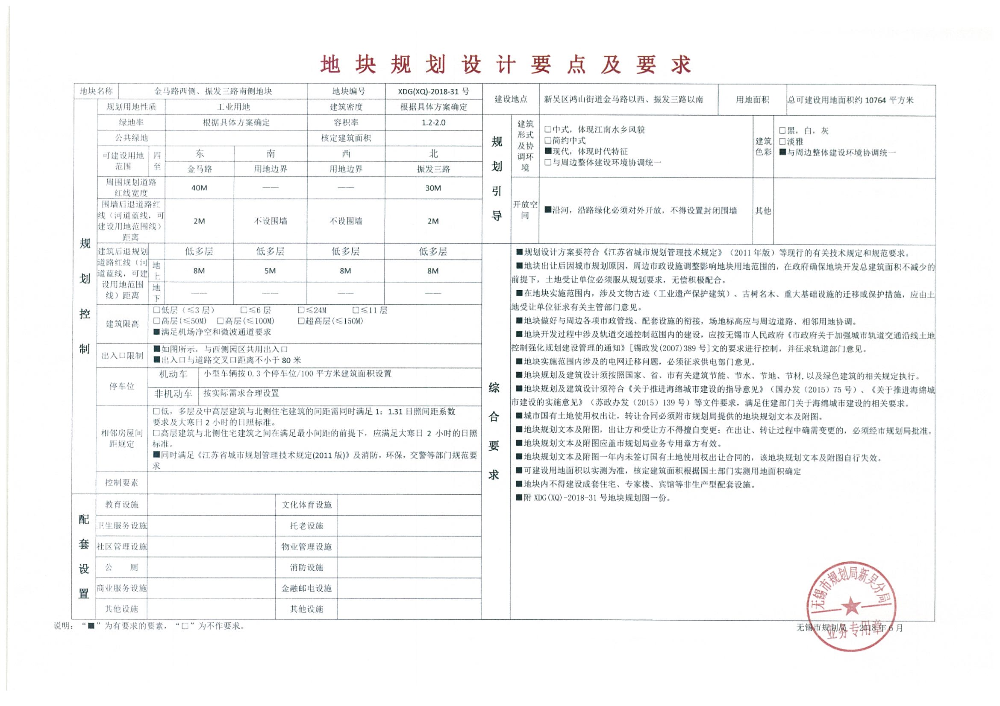 地块规划设计要点及要求
地块名称 金马路西侧、振发三路南侧地块 地块编号 XDG(XQ)-2018-31 号 建设地点 新吴区鸿山街道金马路以西、振发三路以南 用地面积 总可建设用地面积约 10764 平方米
规划控制
规划用地性质 工业用地 建筑密度 根据具体方案确定
绿地率 根据具体方案确定 容积率 1.2-2.0
公共绿地 核定建筑面积
可建设用地
范围
四
至
东 南 西 北
金马路 用地边界 用地边界 振发三路
周围规划道路
红线宽度
40M —— —— 30M
围墙后退道路红
线（河道蓝线，可
建设用地范围线）
距离
2M 不设围墙 不设围墙 2M
建筑后退规划
道路红线（河
道蓝线，可建
设用地范围
线）距离
低多层 低多层 低多层 低多层
地
上
8M 5M 8M 8M
地
下
—— —— —— ——
建筑限高
□低层（≤3 层） □≤6 层 □≤24M □≤11 层
□高层(≤50M) □高层(≤100M) □超高层(≤150M)
■满足机场净空和微波通道要求
出入口限制
■如图所示，与西侧园区共用出入口
■出入口与道路交叉口距离不小于 80 米
停车位
机动车 小型车辆按 0.3 个停车位/100 平方米建筑面积设置
非机动车 按实际需求合理设置
相邻房屋间
距规定
□低，多层及中高层建筑与北侧住宅建筑的间距需同时满足 1：1.31 日照间距系数
要求及大寒日 2 小时的日照标准。
□高层建筑与北侧住宅建筑之间在满足最小间距的前提下，应满足大寒日 2 小时的日照
标准。
■同时满足《江苏省城市规划管理技术规定(2011 版)》及消防，环保，交警等部门规范要
求
控制要素
配套设置
教育设施 文化体育设施
卫生服务设施 托老设施
社区管理设施 物业管理设施
公 厕 消防设施
商业服务设施 金融邮电设施
其他设施 其他设施
规划引导
建筑
形式
及协
调环
境
□中式，体现江南水乡风貌
□简约中式
■现代，体现时代特征
□与周边整体建设环境协调统一
建筑
色彩
□黑，白，灰
□淡雅
■与周边整体建设环境协调统一
开放空
间
■沿河，沿路绿化必须对外开放，不得设置封闭围墙
其他
综合要求
■规划设计方案要符合《江苏省城市规划管理技术规定》（2011 年版）等现行的有关技术规定和规范要求。
■地块出让后因城市规划原因，周边市政设施调整影响地块用地范围的，在政府确保地块开发总建筑面积不减少的
前提下，土地受让单位必须服从规划要求，无偿积极配合。
■在地块实施范围内，涉及文物古迹（工业遗产保护建筑）、古树名木、重大基础设施的迁移或保护措施，应由土
地受让单位征求有关主管部门意见。
■地块做好与周边各项市政管线、配套设施的衔接，场地标高应与周边道路、相邻用地协调。
■地块开发过程中涉及轨道交通控制范围内的建设，应按无锡市人民政府《市政府关于加强城市轨道交通沿线土地
控制强化规划建设管理的通知》[锡政发(2007)389 号]文的要求进行控制，并征求轨道部门意见。
■地块实施范围内涉及的电网迁移问题，必须征求供电部门意见。
■地块规划及建筑设计须按照国家、省、市有关建筑节能、节水、节地、节材,以及绿色建筑的相关规定执行。
■地块规划及建筑设计须符合《关于推进海绵城市建设的指导意见》（国办发（2015）75 号）、《关于推进海绵城
市建设的实施意见》（苏政办发（2015）139 号）等文件要求，满足住建部门关于海绵城市建设的相关要求。
■城市国有土地使用权出让，转让合同必须附市规划局提供的地块规划文本及附图。
■地块规划文本及附图，出让方和受让方不得擅自变更；在出让、转让过程中确需变更的，必须经市规划局批准。
■地块规划文本及附图应盖市规划局业务专用章方有效。
■地块规划文本及附图一年内未签订国有土地使用权出让合同的，该地块规划文本及附图自行失效。
■可建设用地面积以实测为准，核定建筑面积根据国土部门实测用地面积确定
■地块内不得建设成套住宅、专家楼、宾馆等非生产型配套设施。
■附 XDG(XQ)-2018-31 号地块规划图一份。
无锡市规划局新吴分局
业务专用章
说明：“■”为有要求的要素，“□”为不作要求。
无锡市规划局 2018 年 6 月